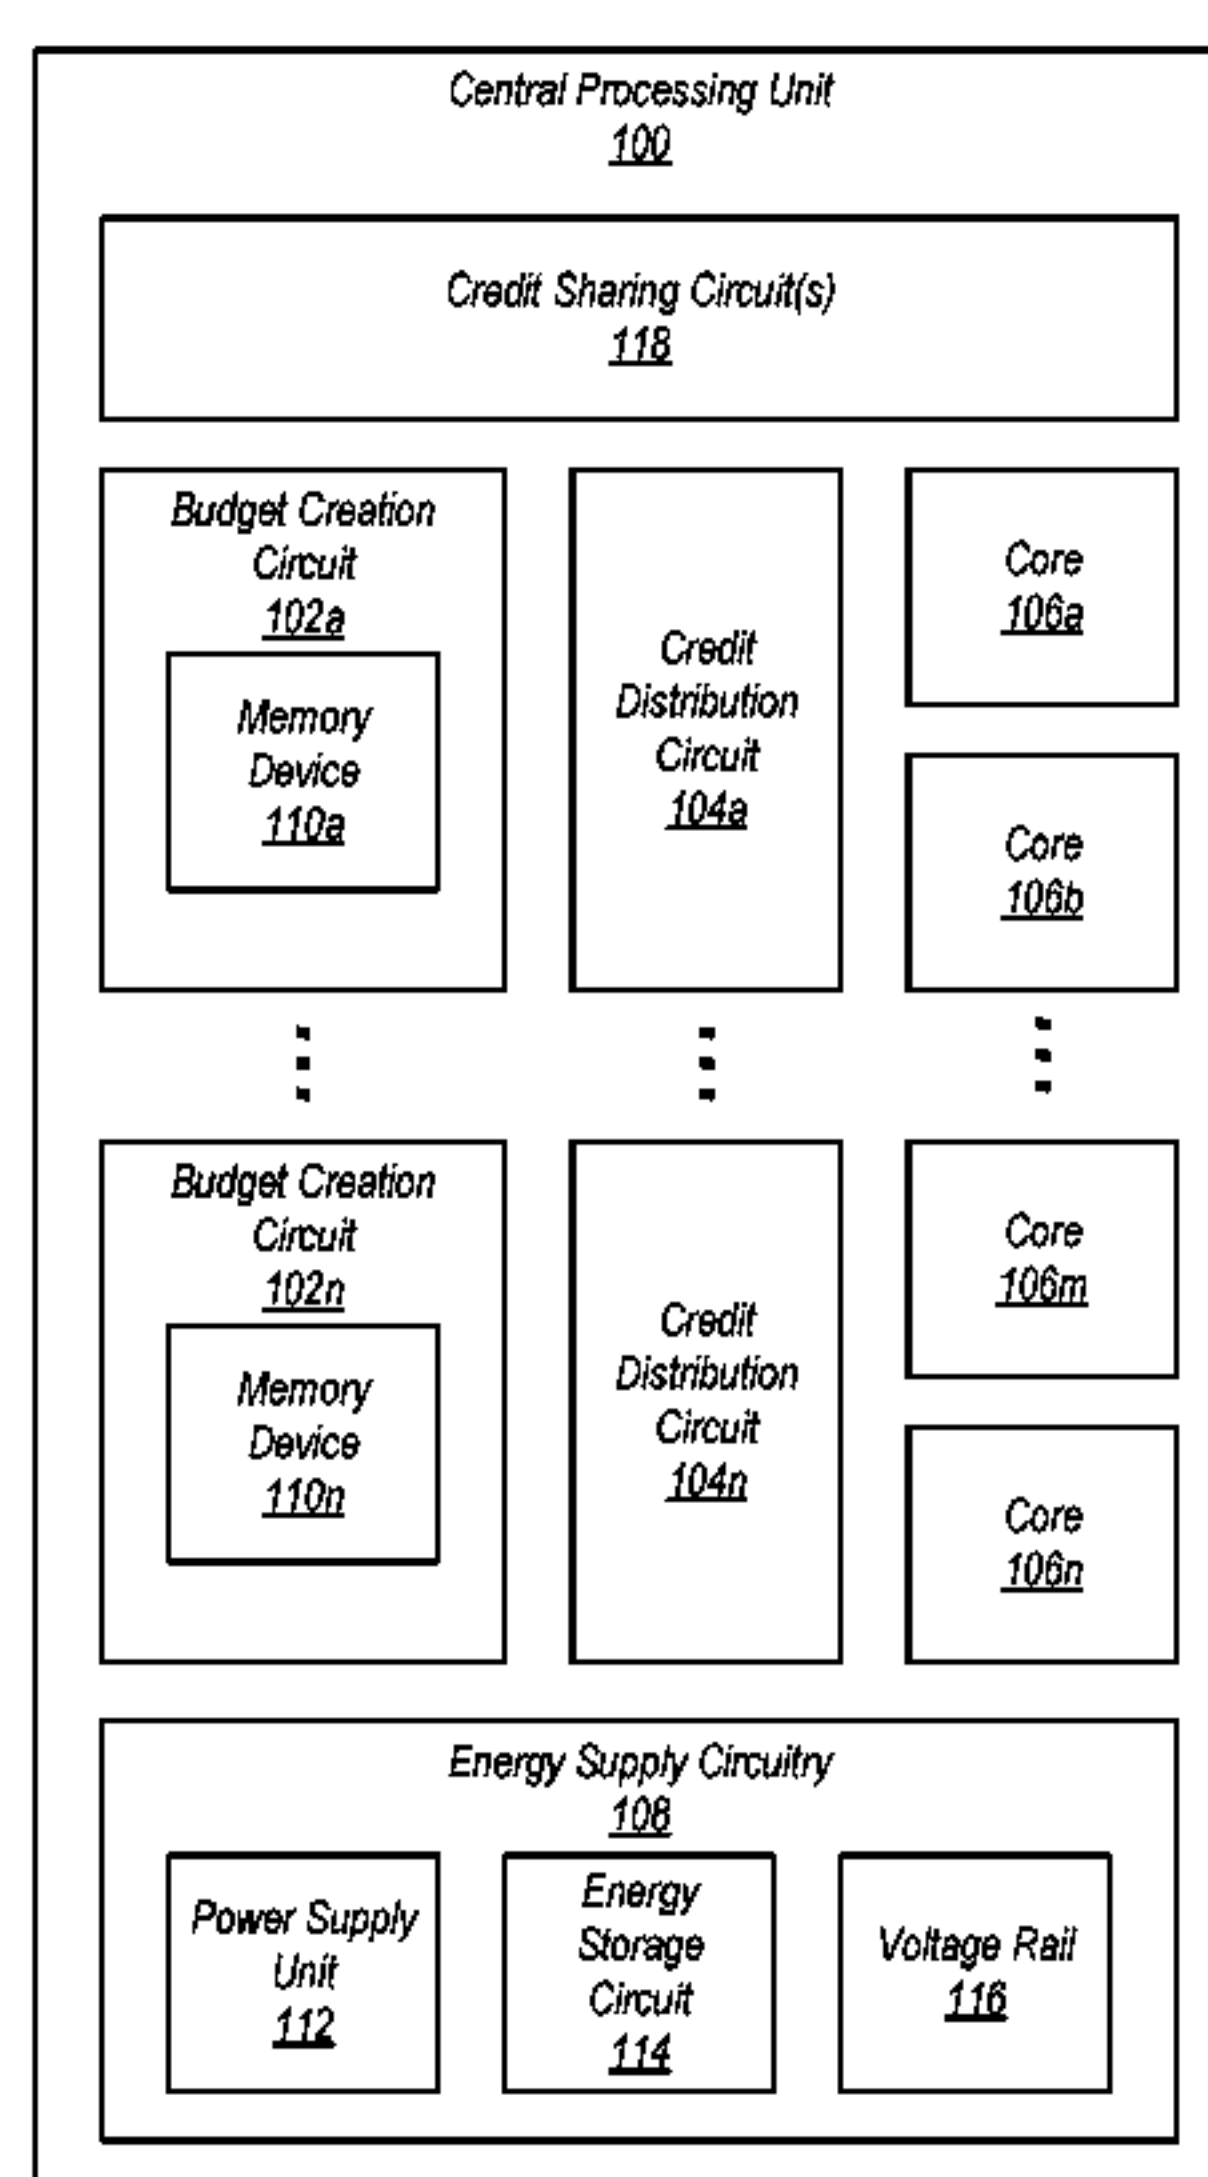 Central Processing Unit
100
Credit Sharing Circuit(s)
118
Budget Creation
Circuit
102a
Memory
Device
110a
Credit
Distribution
Circuit
104a
Core
106a
Core
106b
Budget Creation
Circuit
102n
Memory
Device
110n
Credit
Distribution
Circuit
104n
Core
106m
Core
106n
Energy Supply Circuitry
108
Power Supply
Unit
112
Energy
Storage
Circuit
114
Voltage Rail
116